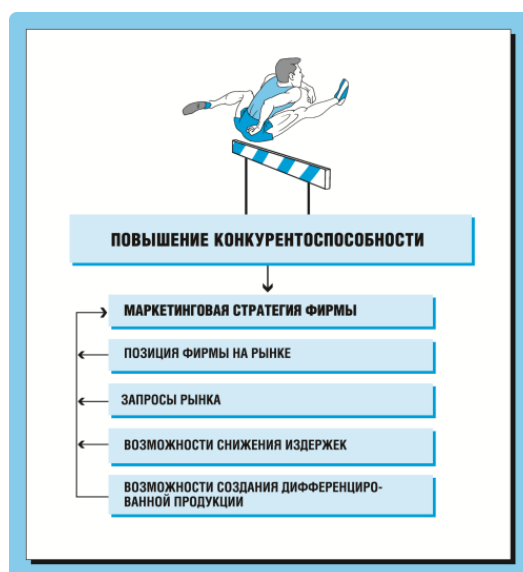 ПОВЫШЕНИЕ КОНКУРЕНТОСПОСОБНОСТИ
МАРКЕТИНГОВАЯ СТРАТЕГИЯ ФИРМЫ
ПОЗИЦИЯ ФИРМЫ НА РЫНКЕ
ЗАПРОСЫ РЫНКА
ВОЗМОЖНОСТИ СНИЖЕНИЯ ИЗДЕРЖЕК
ВОЗМОЖНОСТИ СОЗДАНИЯ ДИФФЕРЕНЦИРО-
ВАННОЙ ПРОДУКЦИИ